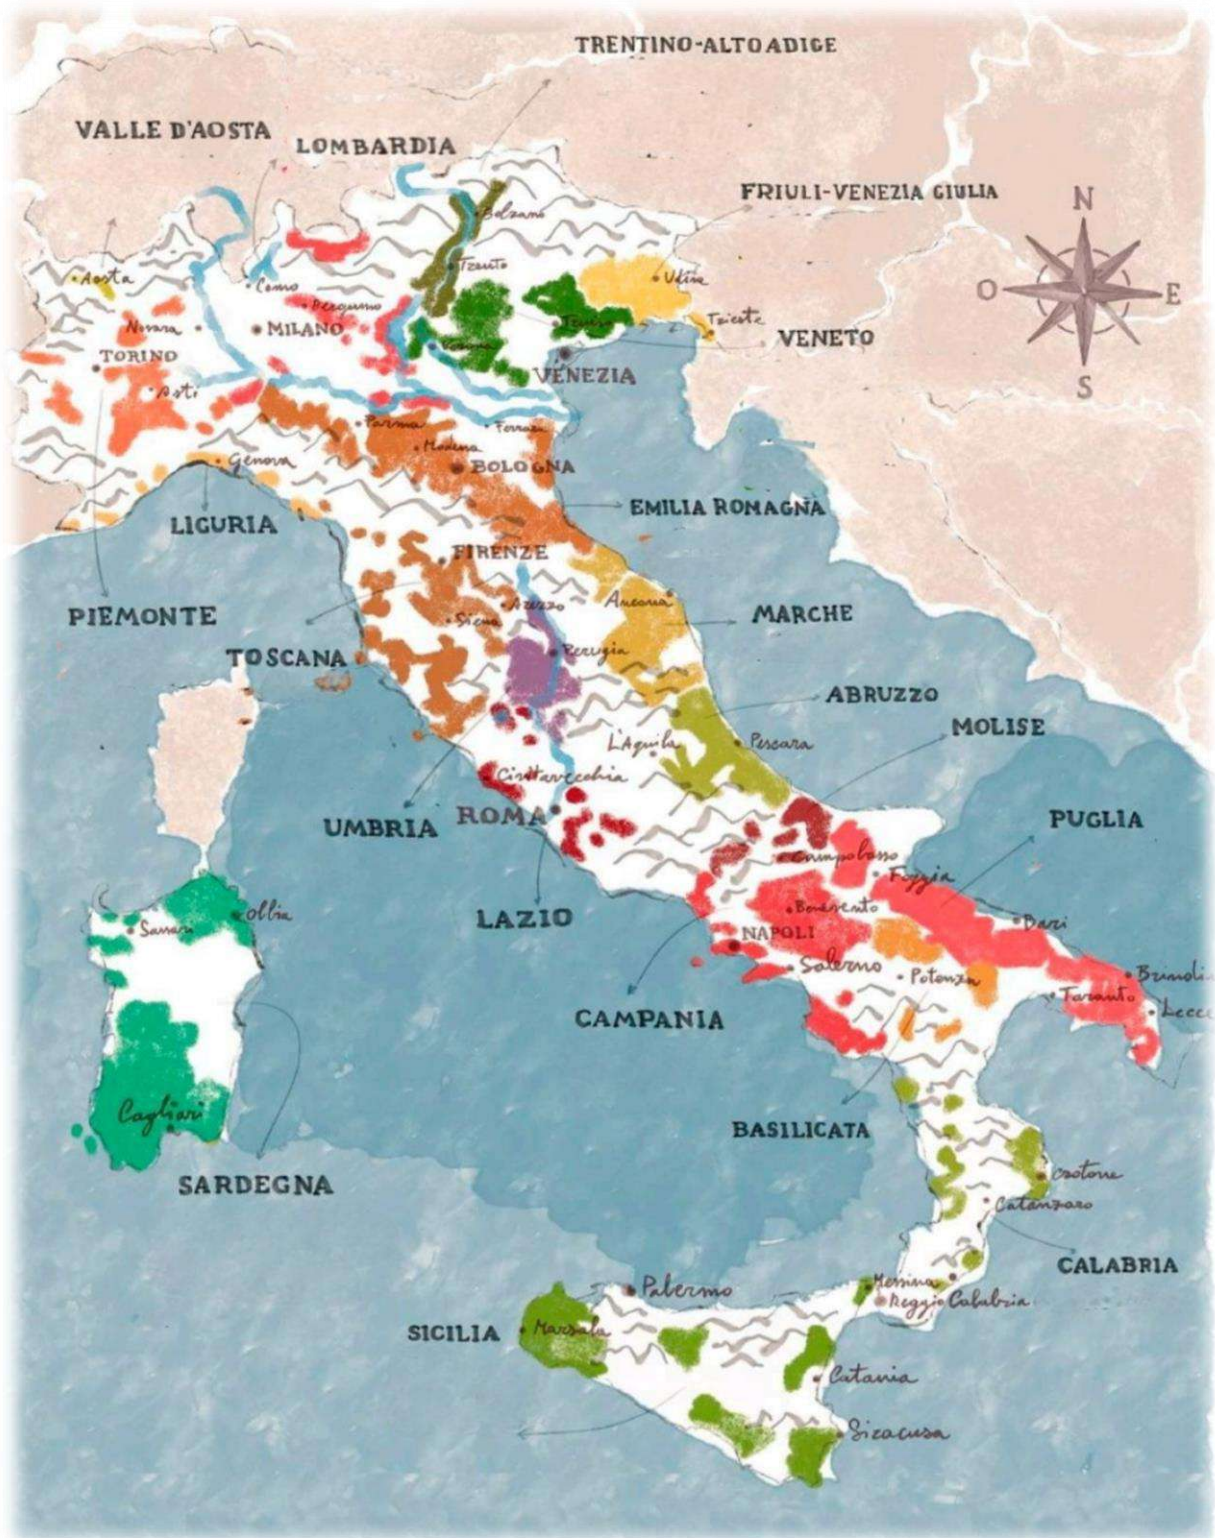 TRENTINO-ALTO ADIGE
VALLE D'AOSTA
LOMBARDIA
FRIULI-VENEZIA GIULIA
N
Bolzano
Trento
Aosta
Como
Udine
O
E
Bergamo
Novara
MILANO
Treviso
Trieste
VENETO
Verona
TORINO
VENEZIA
S
Asti
Parma
Ferrara
Modena
Genova
BOLOGNA
EMILIA ROMAGNA
LIGURIA
FIRENZE
Arezzo
Ancona
PIEMONTE
Siena
MARCHE
TOSCANA
Perugia
ABRUZZO
MOLISE
L'Aquila
Pescara
Civitavecchia
UMBRIA
ROMA
PUGLIA
Campobasso
Foggia
LAZIO
Olbia
Sassari
Benevento
Bari
NAPOLI
Salerno
Potenza
Brindisi
Taranto
Lecce
CAMPANIA
Cagliari
BASILICATA
SARDEGNA
Crotone
Catanzaro
CALABRIA
Messina
Palermo
Reggio Calabria
SICILIA
Marsala
Catania
Siracusa